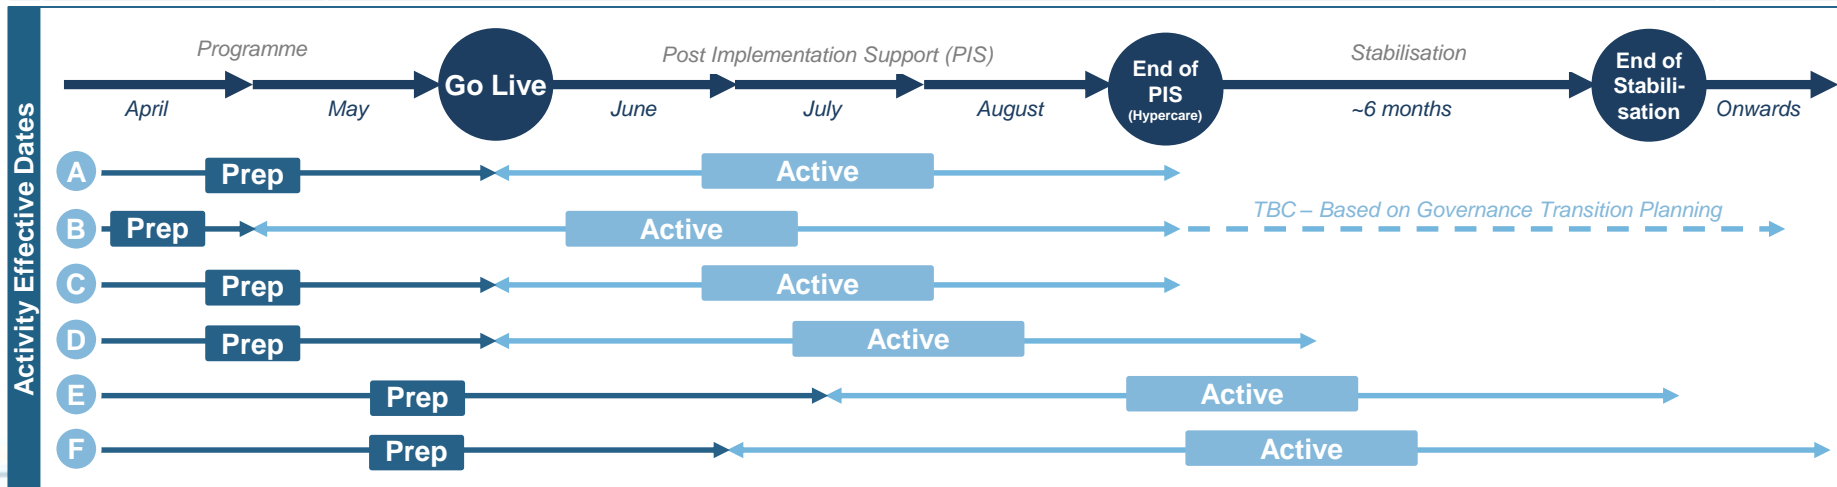 Activity Effective Dates
Programme
Post Implementation Support (PIS)
Stabilisation
Go Live
End of
PIS
(Hypercare)
End of
Stabili-
sation
April
May
June
July
August
~6 months
Onwards
A
Prep
Active
B
Prep
Active
TBC – Based on Governance Transition Planning
C
Prep
Active
D
Prep
Active
E
Prep
Active
F
Prep
Active